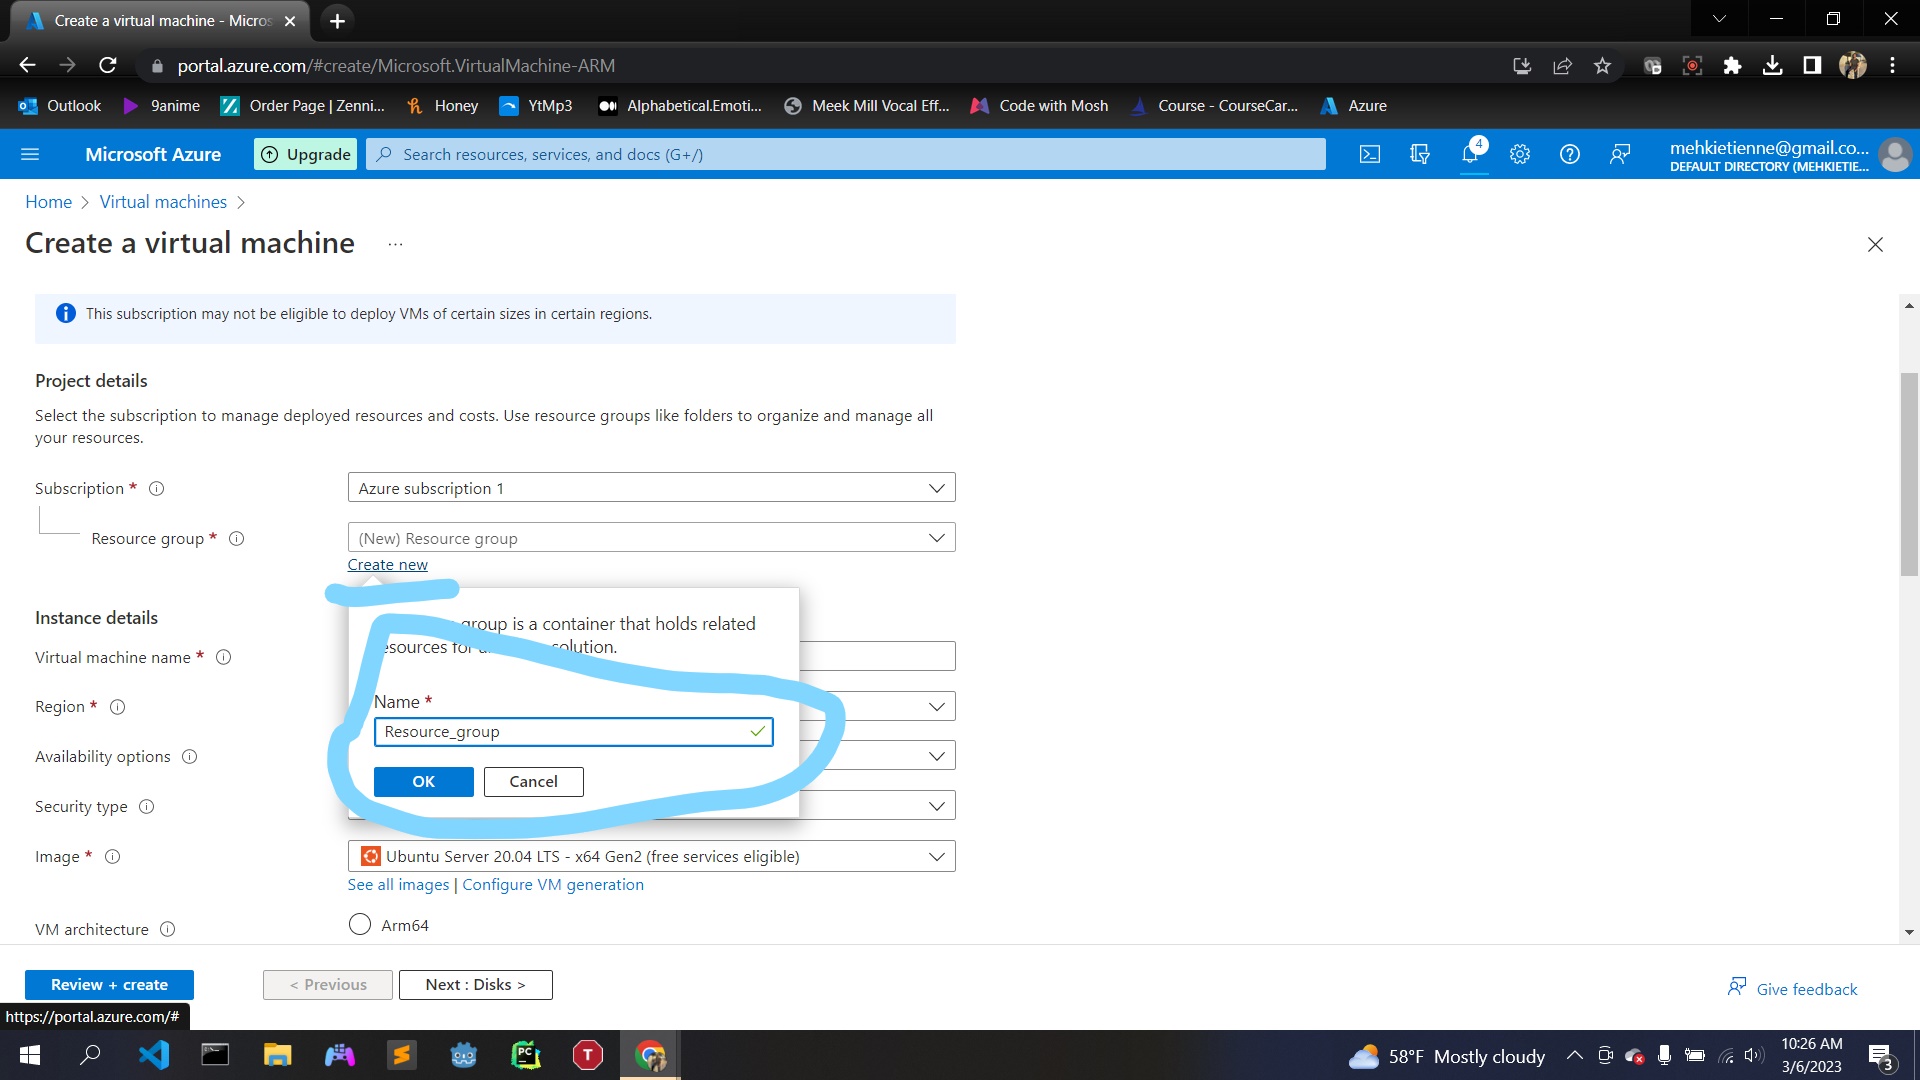 Create a virtual machine - Micros
portal.azure.com/#create/Microsoft.VirtualMachine-ARM
Outlook 9anime Order Page | Zenni... Honey YtMp3 Alphabetical.Emoti... Meek Mill Vocal Eff... Code with Mosh Course - CourseCar... Azure
Microsoft Azure Upgrade Search resources, services, and docs (G+/) 4 mehkietienne@gmail.co...
DEFAULT DIRECTORY (MEHKIETIE...
Home > Virtual machines >
Create a virtual machine ...
This subscription may not be eligible to deploy VMs of certain sizes in certain regions.
Project details
Select the subscription to manage deployed resources and costs. Use resource groups like folders to organize and manage all
your resources.
Subscription * Azure subscription 1
Resource group * (New) Resource group
Create new
group is a container that holds related
resources for solution.
Instance details
Virtual machine name *
Name *
Region *
Resource_group
Availability options
OK Cancel
Security type
Image * Ubuntu Server 20.04 LTS - x64 Gen2 (free services eligible)
See all images | Configure VM generation
VM architecture Arm64
Review + create < Previous Next : Disks > Give feedback
https://portal.azure.com/#
58°F Mostly cloudy 10:26 AM
3/6/2023 3